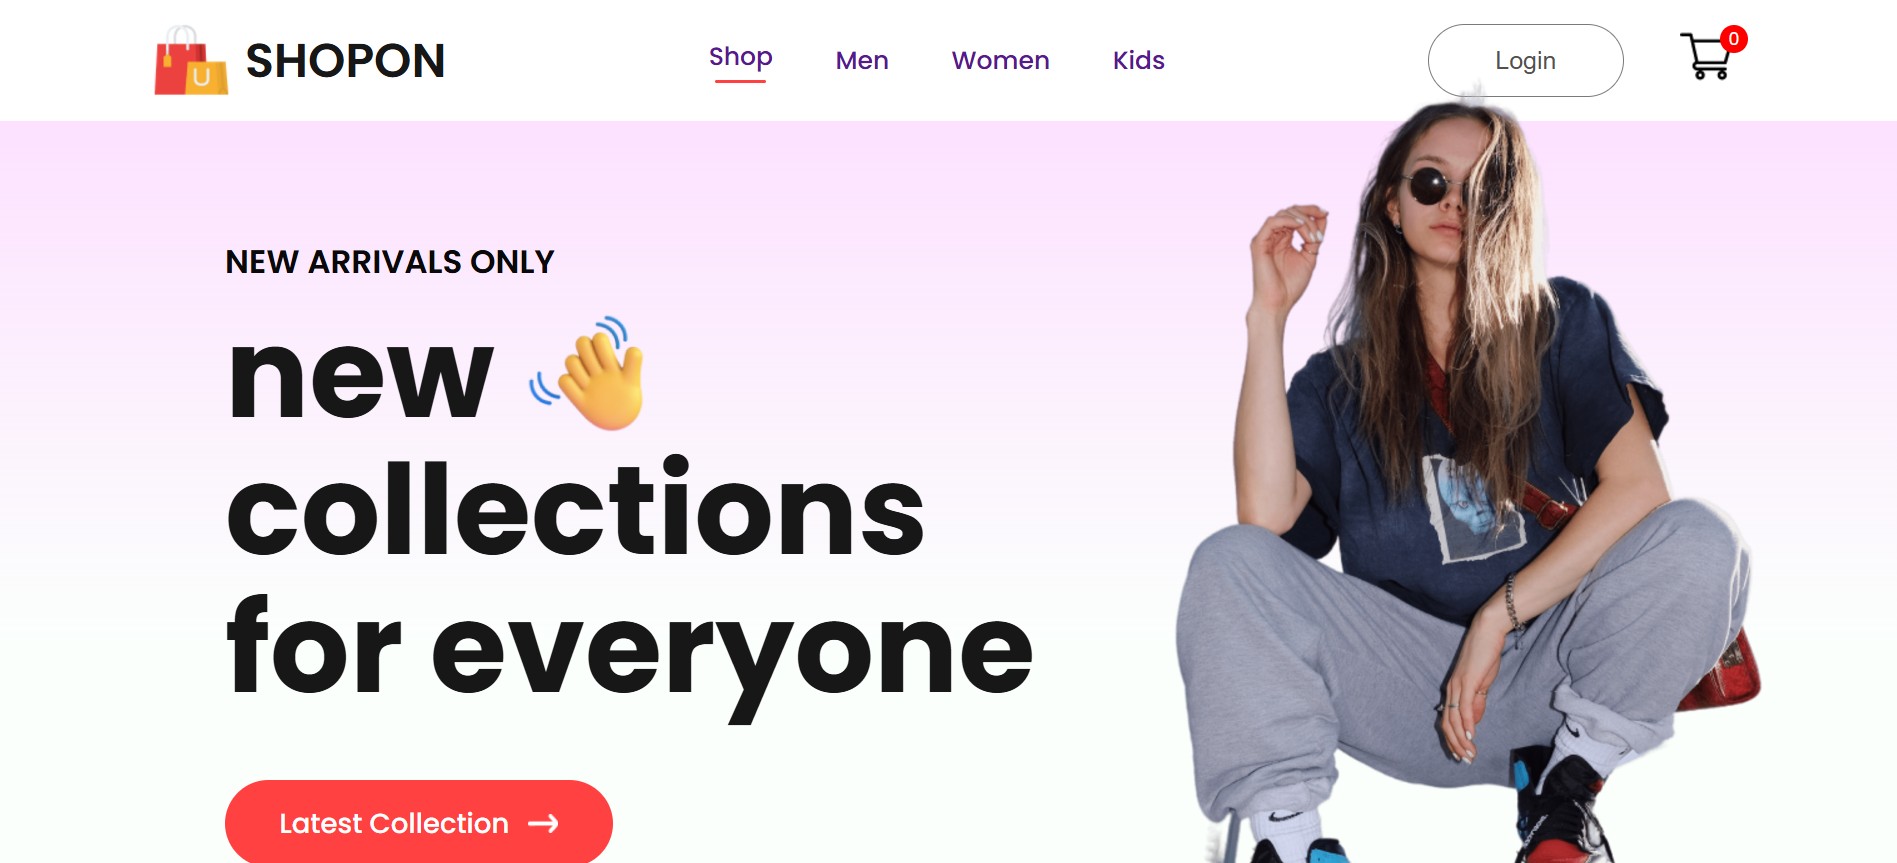 SHOPON
Shop Men Women Kids
Login
0
NEW ARRIVALS ONLY
new 👋
collections
for everyone
Latest Collection →
U